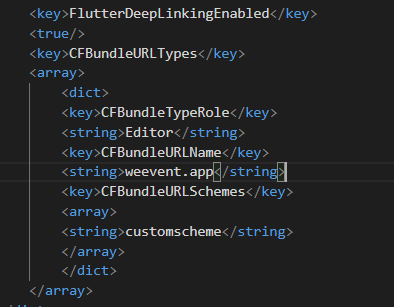 <key>FlutterDeepLinkingEnabled</key>
<true/>
<key>CFBundleURLTypes</key>
<array>
<dict>
<key>CFBundleTypeRole</key>
<string>Editor</string>
<key>CFBundleURLName</key>
<string>weevent.app</string>
<key>CFBundleURLSchemes</key>
<array>
<string>customscheme</string>
</array>
</dict>
</array>